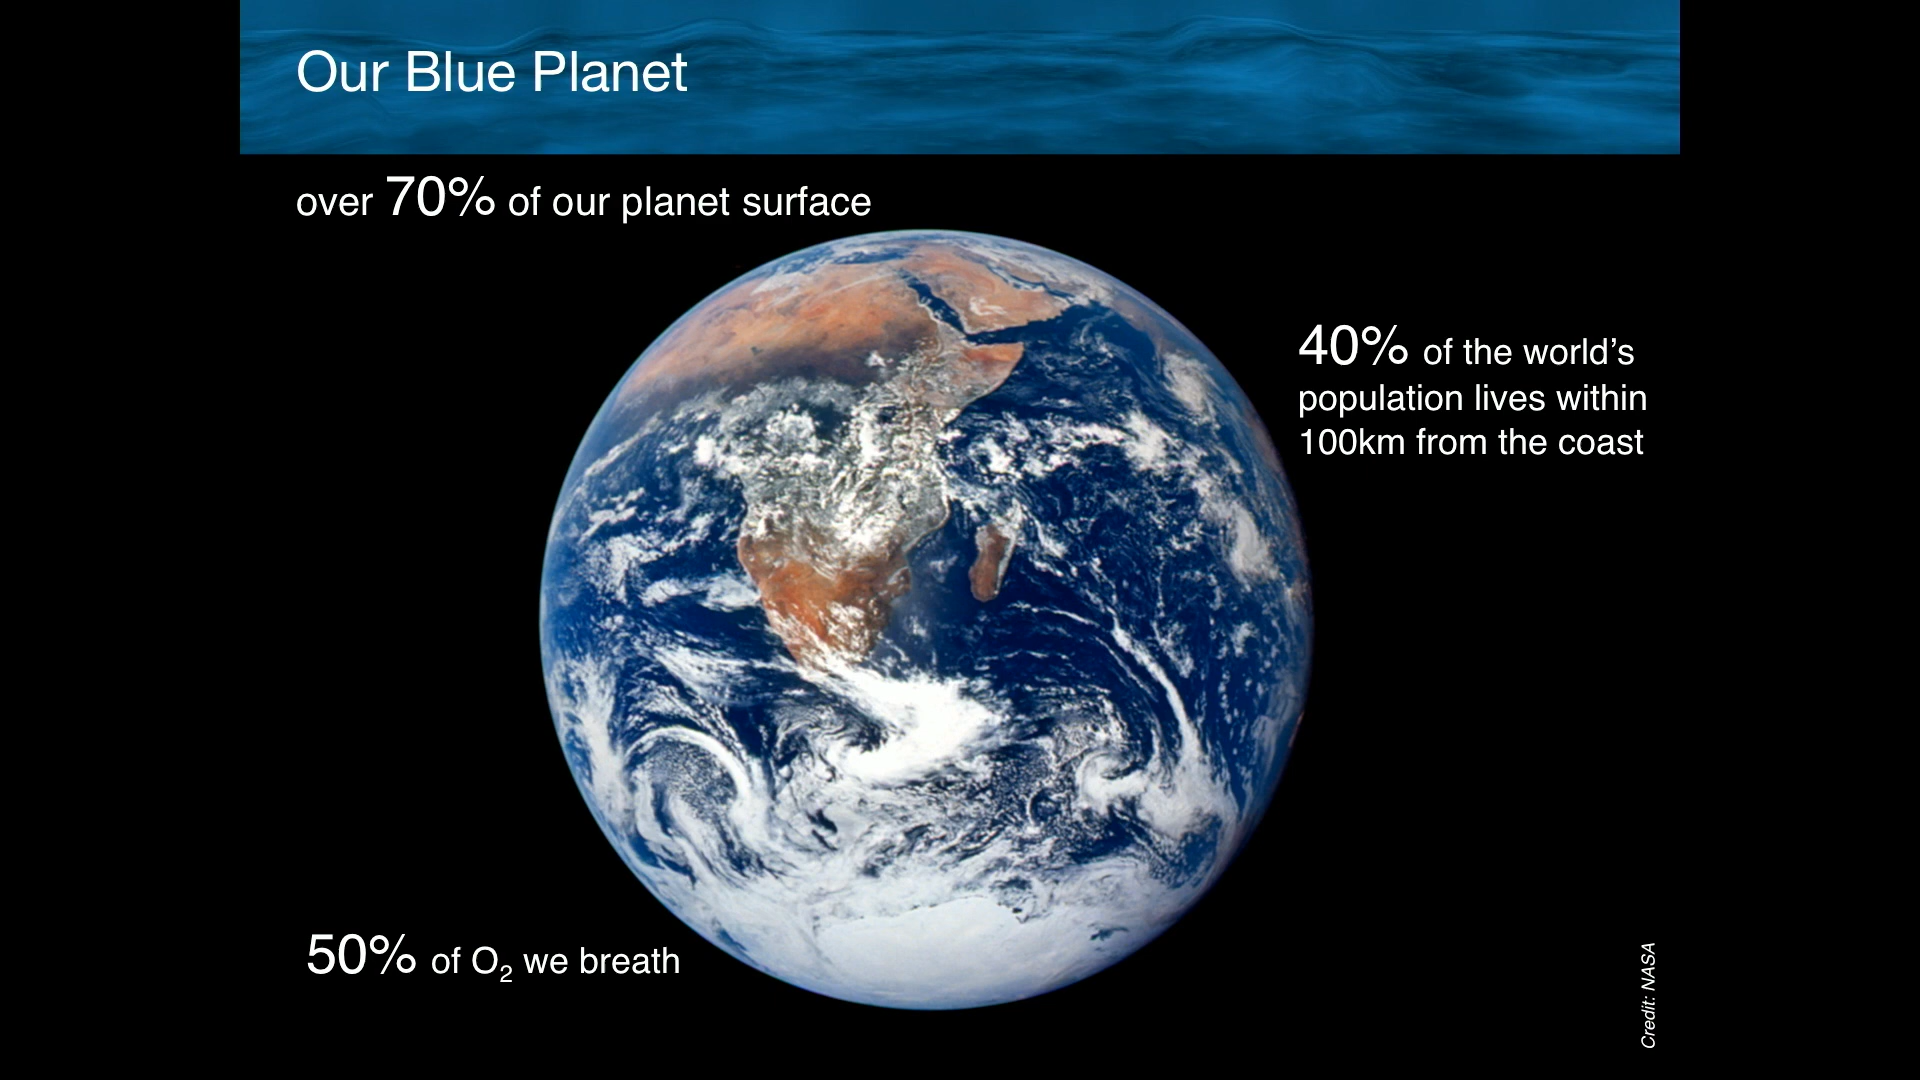 Our Blue Planet
over 70% of our planet surface
40% of the world’s
population lives within
100km from the coast
50% of O₂ we breath
Credit: NASA